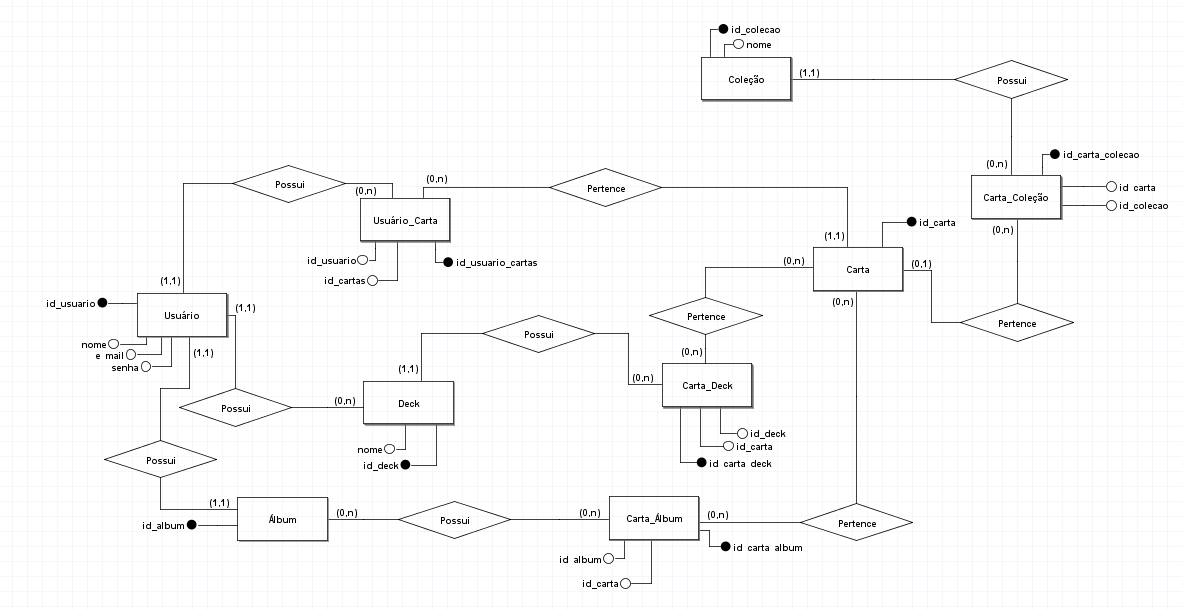 id_colecao
nome
Coleção
(1,1)
Possui
(0,n)
id_carta_colecao
Carta_Coleção
id carta
id_colecao
(0,n)
Possui
(0,n)
(0,n)
Pertence
Usuário_Carta
id_usuario
id_cartas
id_usuario_cartas
(1,1)
id_carta
(1,1)
(0,n)
Carta
(0,1)
(0,n)
Pertence
id_usuario
Usuário
(1,1)
nome
e mail
senha
(1,1)
Pertence
(0,n)
Possui
(1,1)
(0,n)
Carta_Deck
Possui
(0,n)
Deck
nome
id_deck
id_deck
id_carta
id carta deck
Possui
(1,1)
id_album
Álbum
(0,n)
Possui
(0,n)
Carta_Álbum
(0,n)
Pertence
id album
id_carta
id carta album